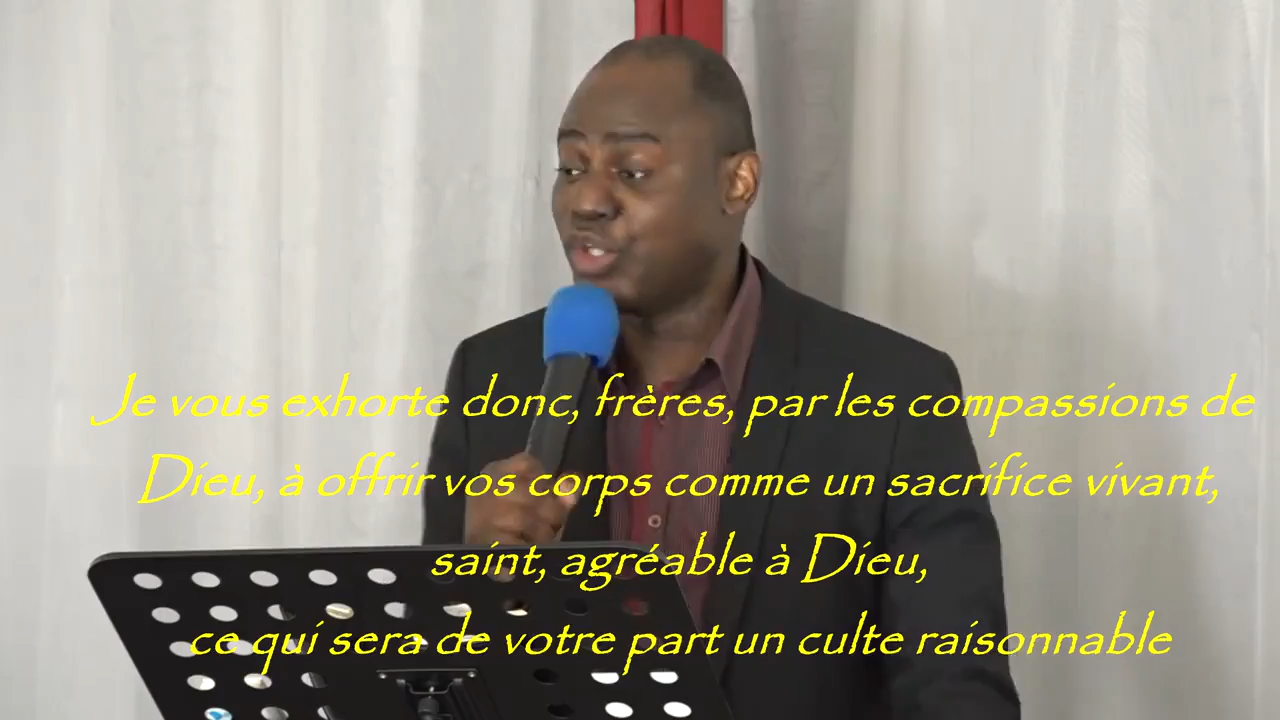 Je vous exhorte donc, frères, par les compassions de
Dieu, à offrir vos corps comme un sacrifice vivant,
saint, agréable à Dieu,
ce qui sera de votre part un culte raisonnable